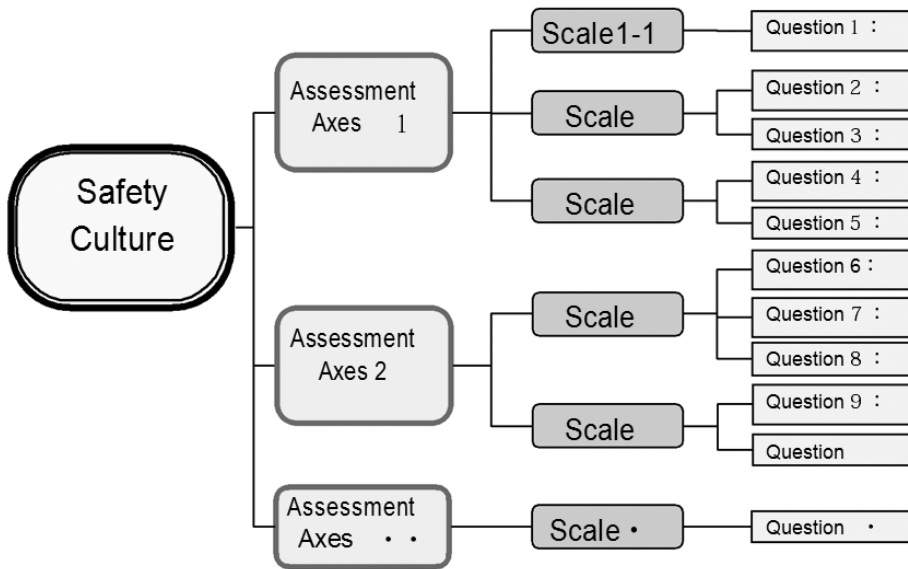 Safety
Culture
Assessment
Axes 1
Assessment
Axes 2
Assessment
Axes ・・
Scale1-1
Scale
Scale
Scale
Scale
Scale・
Question 1：
Question 2：
Question 3：
Question 4：
Question 5：
Question 6：
Question 7：
Question 8：
Question 9：
Question
Question ・